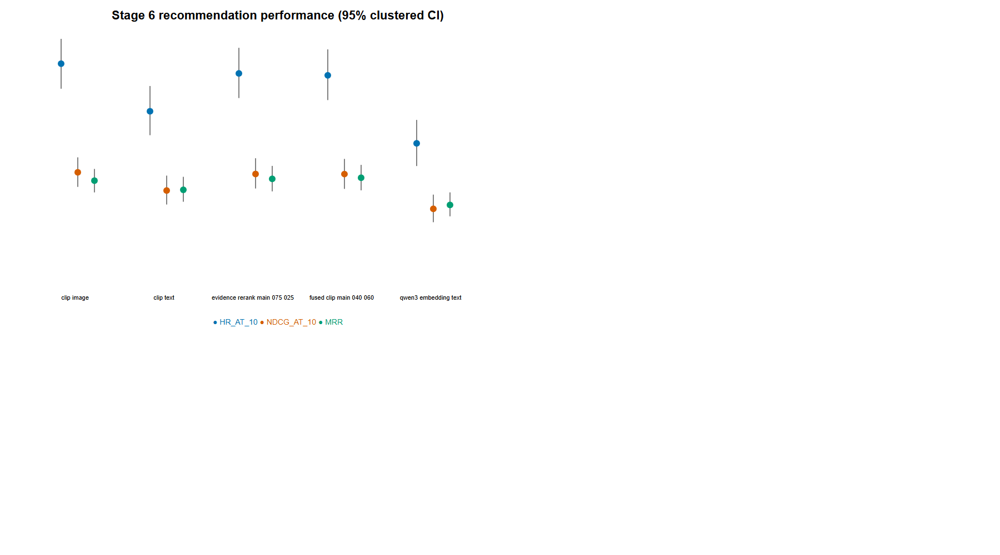 Stage 6 recommendation performance (95% clustered CI)
clip image clip text evidence rerank main 075 025 fused clip main 040 060 qwen3 embedding text
● HR_AT_10 ● NDCG_AT_10 ● MRR